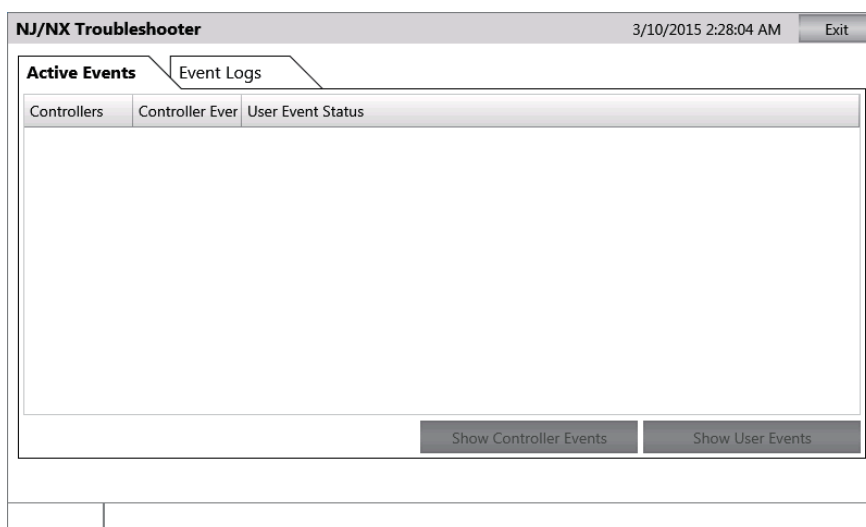 NJ/NX Troubleshooter 3/10/2015 2:28:04 AM Exit
Active Events Event Logs
Controllers Controller Ever User Event Status
Show Controller Events Show User Events